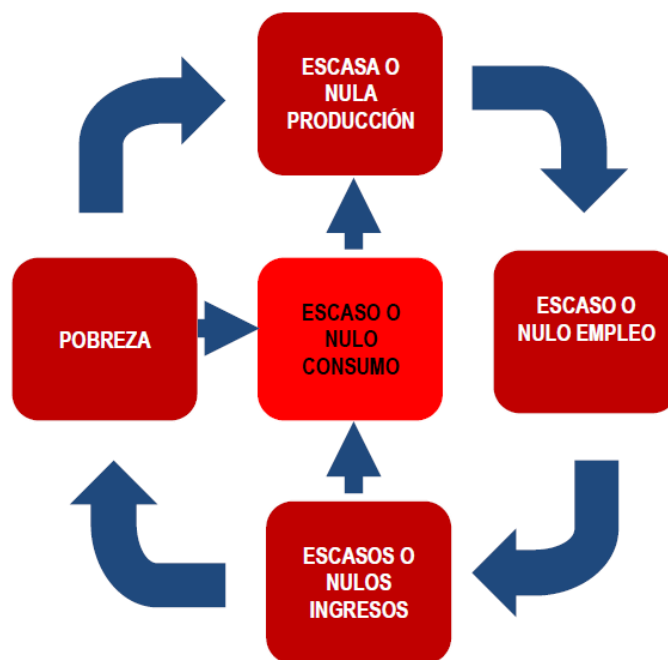 ESCASA O
NULA
PRODUCCIÓN
POBREZA
ESCASO O
NULO
CONSUMO
ESCASO O
NULO EMPLEO
ESCASOS O
NULOS
INGRESOS